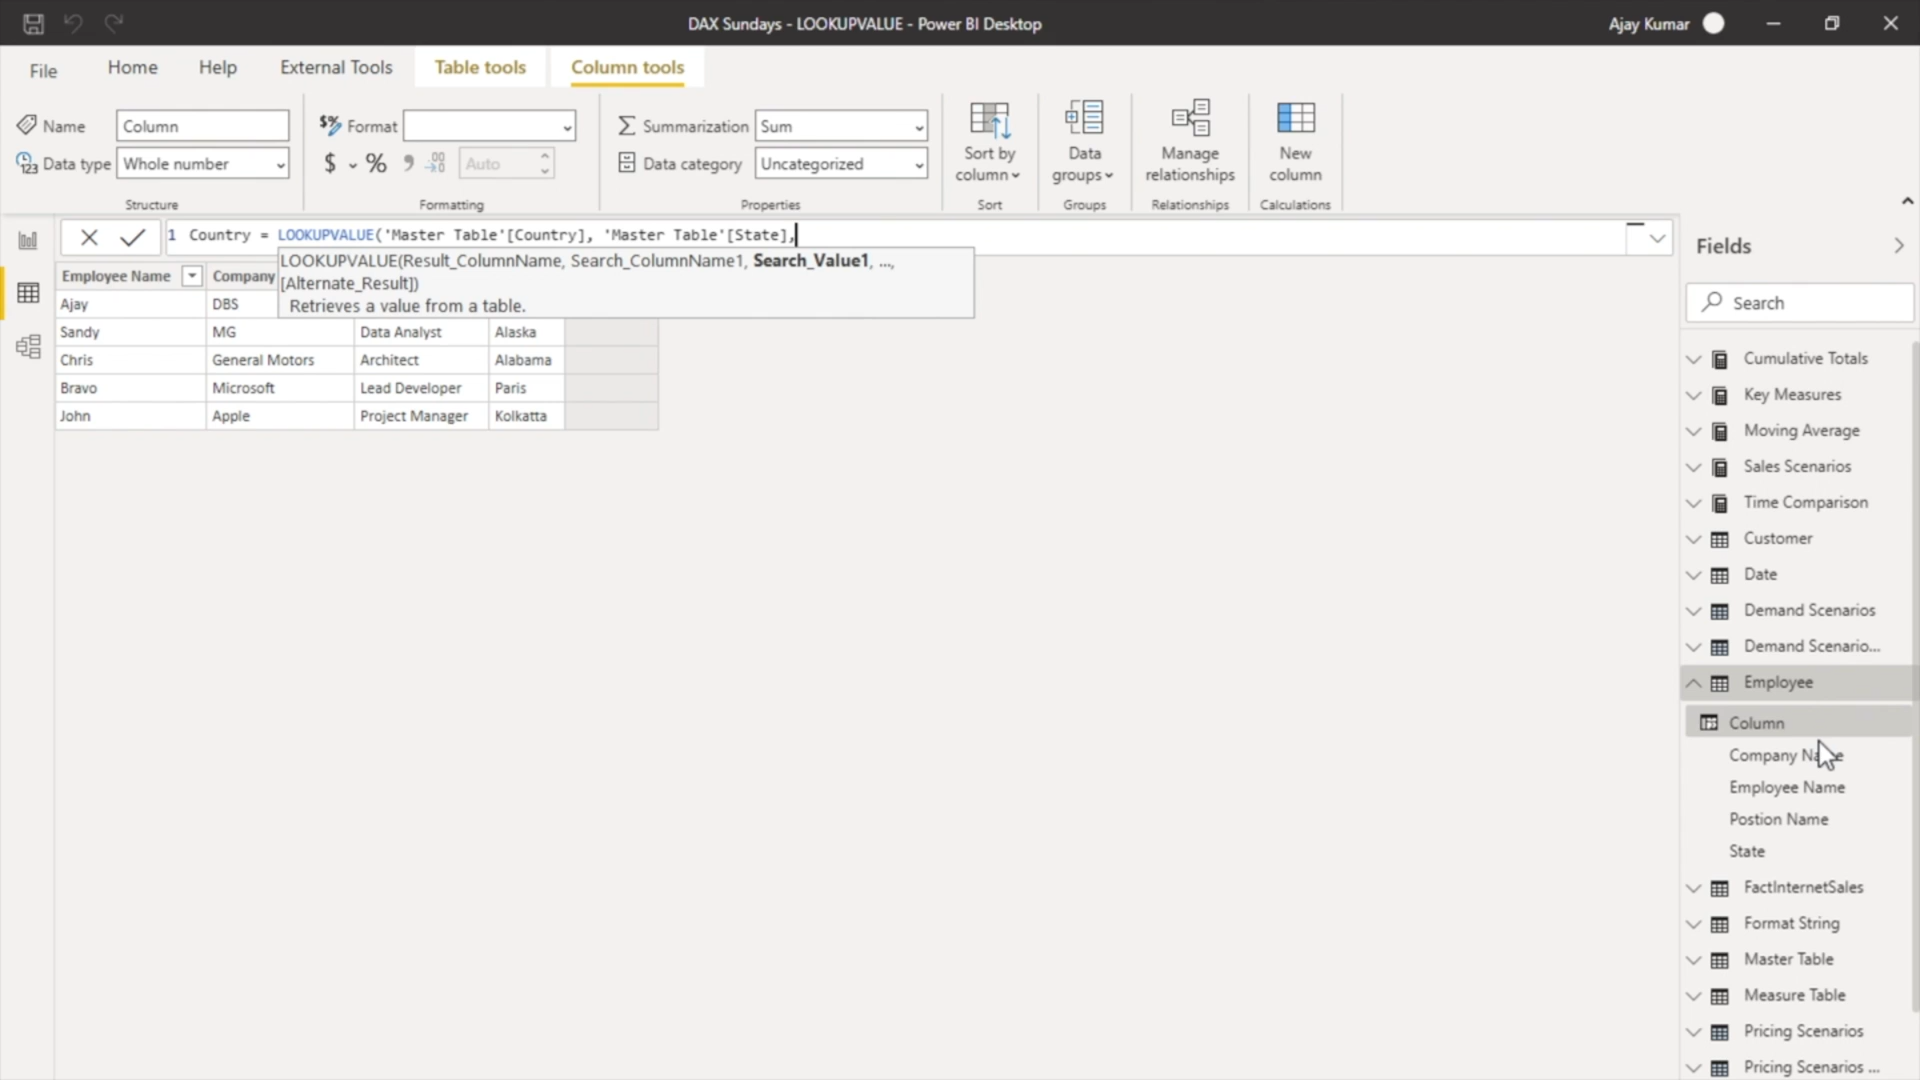 DAX Sundays - LOOKUPVALUE - Power BI Desktop
Ajay Kumar
File Home Help External Tools Table tools Column tools
Name Column
Data type Whole number
Structure
Format
$ % Auto
Formatting
Summarization Sum
Data category Uncategorized
Properties
Sort by
column
Sort
Data
groups
Groups
Manage
relationships
Relationships
New
column
Calculations
1 Country = LOOKUPVALUE('Master Table'[Country], 'Master Table'[State],
LOOKUPVALUE(Result_ColumnName, Search_ColumnName1, Search_Value1, ...,
[Alternate_Result])
Retrieves a value from a table.
Employee Name Company
Ajay DBS
Sandy MG Data Analyst Alaska
Chris General Motors Architect Alabama
Bravo Microsoft Lead Developer Paris
John Apple Project Manager Kolkatta
Fields
Search
Cumulative Totals
Key Measures
Moving Average
Sales Scenarios
Time Comparison
Customer
Date
Demand Scenarios
Demand Scenario...
Employee
Column
Company Name
Employee Name
Postion Name
State
FactInternetSales
Format String
Master Table
Measure Table
Pricing Scenarios
Pricing Scenarios ...